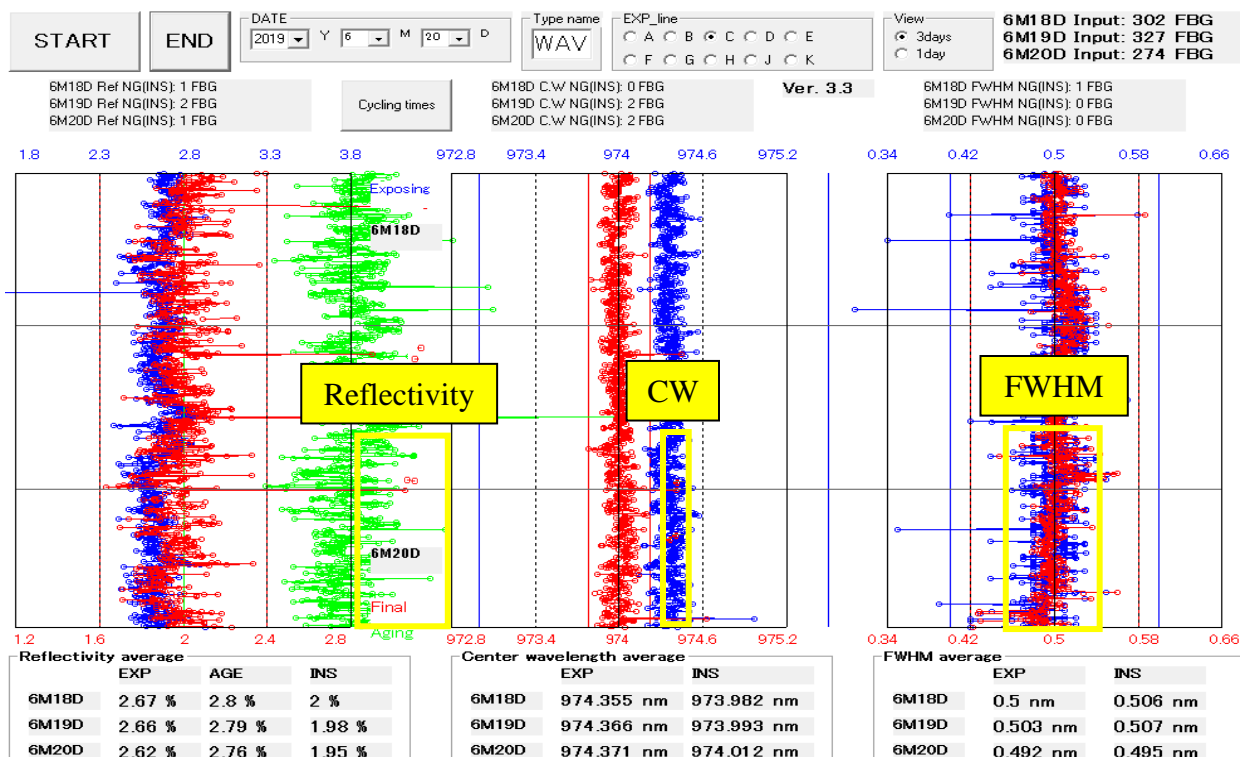 START
END
DATE
2019 Y 6 M 20 D
Type name
WAV
EXP_line
A B C D E
F G H J K
View
3days
1day
6M18D Input: 302 FBG
6M19D Input: 327 FBG
6M20D Input: 274 FBG
6M18D Ref NG(INS): 1 FBG
6M19D Ref NG(INS): 2 FBG
6M20D Ref NG(INS): 1 FBG
Cycling times
6M18D C.W NG(INS): 0 FBG
6M19D C.W NG(INS): 2 FBG
6M20D C.W NG(INS): 2 FBG
Ver. 3.3
6M18D FWHM NG(INS): 1 FBG
6M19D FWHM NG(INS): 0 FBG
6M20D FWHM NG(INS): 0 FBG
1.8 2.3 2.8 3.3 3.8 972.8 973.4 974 974.6 975.2 0.34 0.42 0.5 0.58 0.66
Exposing
6M18D
Reflectivity
CW
FWHM
6M20D
Final
Aging
1.2 1.6 2 2.4 2.8 972.8 973.4 974 974.6 975.2 0.34 0.42 0.5 0.58 0.66
Reflectivity average
EXP AGE INS
6M18D 2.67 % 2.8 % 2 %
6M19D 2.66 % 2.79 % 1.98 %
6M20D 2.62 % 2.76 % 1.95 %
Center wavelength average
EXP INS
6M18D 974.355 nm 973.982 nm
6M19D 974.366 nm 973.993 nm
6M20D 974.371 nm 974.012 nm
FWHM average
EXP INS
6M18D 0.5 nm 0.506 nm
6M19D 0.503 nm 0.507 nm
6M20D 0.492 nm 0.495 nm